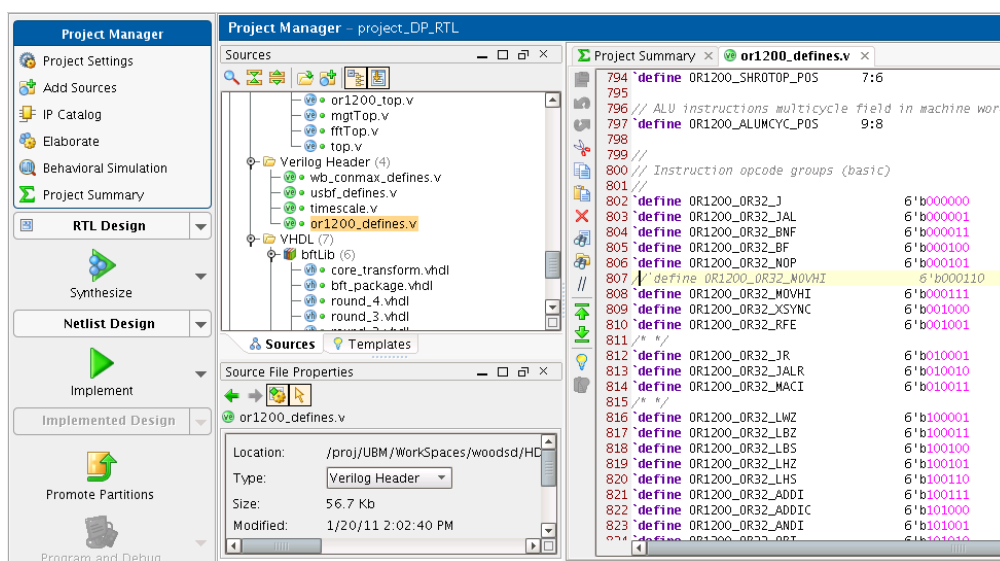 Project Manager
Project Settings
Add Sources
IP Catalog
Elaborate
Behavioral Simulation
Project Summary
RTL Design
Synthesize
Netlist Design
Implement
Implemented Design
Promote Partitions
Program and Debug
Project Manager – project_DP_RTL
Sources
or1200_top.v
mgtTop.v
fftTop.v
top.v
Verilog Header (4)
wb_conmax_defines.v
usbf_defines.v
timescale.v
or1200_defines.v
VHDL (7)
bftLib (6)
core_transform.vhdl
bft_package.vhdl
round_4.vhdl
round_3.vhdl
Sources Templates
Source File Properties
or1200_defines.v
Location: /proj/UBM/WorkSpaces/woodsd/HD
Type: Verilog Header
Size: 56.7 Kb
Modified: 1/20/11 2:02:40 PM
Project Summary × or1200_defines.v ×
794 `define OR1200_SHROTOP_POS 7:6
795
796 // ALU instructions multicycle field in machine wor
797 `define OR1200_ALUMCYC_POS 9:8
798
799 //
800 // Instruction opcode groups (basic)
801 //
802 `define OR1200_OR32_J 6'b000000
803 `define OR1200_OR32_JAL 6'b000001
804 `define OR1200_OR32_BNF 6'b000011
805 `define OR1200_OR32_BF 6'b000100
806 `define OR1200_OR32_NOP 6'b000101
807 //`define OR1200_OR32_MOVHI 6'b000110
808 `define OR1200_OR32_MOVHI 6'b000111
809 `define OR1200_OR32_XSYNC 6'b001000
810 `define OR1200_OR32_RFE 6'b001001
811 /* */
812 `define OR1200_OR32_JR 6'b010001
813 `define OR1200_OR32_JALR 6'b010010
814 `define OR1200_OR32_MACI 6'b010011
815 /* */
816 `define OR1200_OR32_LWZ 6'b100001
817 `define OR1200_OR32_LBZ 6'b100011
818 `define OR1200_OR32_LBS 6'b100100
819 `define OR1200_OR32_LHZ 6'b100101
820 `define OR1200_OR32_LHS 6'b100110
821 `define OR1200_OR32_ADDI 6'b100111
822 `define OR1200_OR32_ADDIC 6'b101000
823 `define OR1200_OR32_ANDI 6'b101001
824 `define OR1200_OR32_ORI 6'b101010